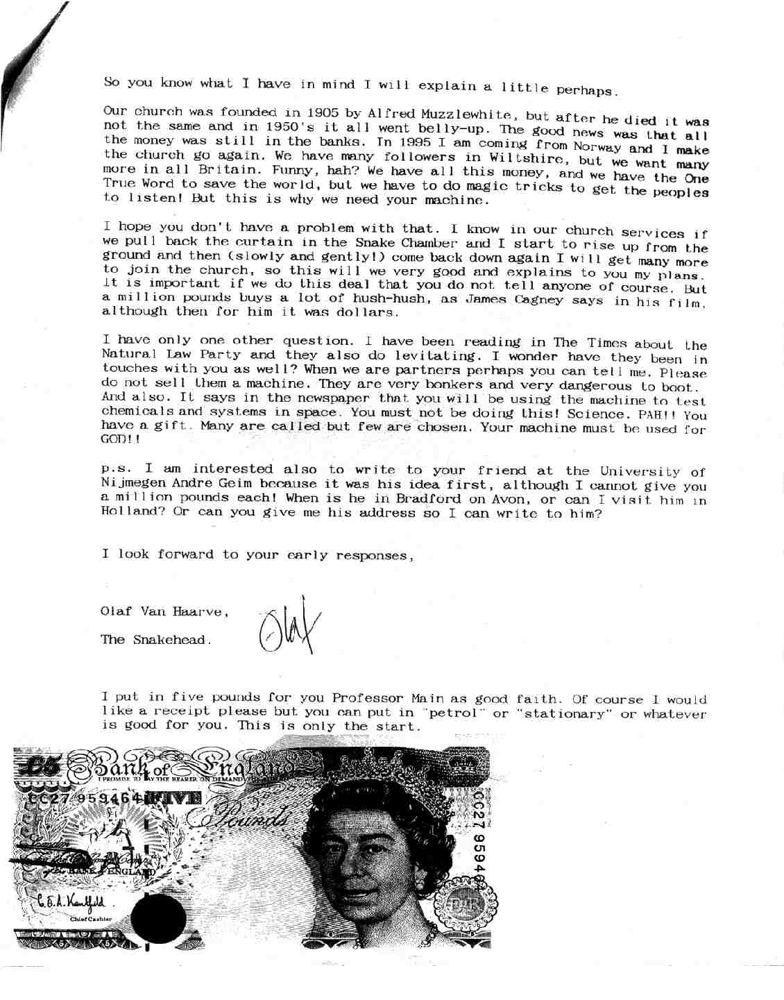 So you know what I have in mind I will explain a little perhaps.
Our church was founded in 1905 by Alfred Muzzlewhite, but after he died it was
not the same and in 1950's it all went belly-up. The good news was that all
the money was still in the banks. In 1995 I am coming from Norway and I make
the church go again. We have many followers in Wiltshire, but we want many
more in all Britain. Funny, hah? We have all this money, and we have the One
True Word to save the world, but we have to do magic tricks to get the peoples
to listen! But this is why we need your machine.
I hope you don't have a problem with that. I know in our church services if
we pull back the curtain in the Snake Chamber and I start to rise up from the
ground and then (slowly and gently!) come back down again I will get many more
to join the church, so this will we very good and explains to you my plans.
It is important if we do this deal that you do not tell anyone of course. But
a million pounds buys a lot of hush-hush, as James Cagney says in his film,
although then for him it was dollars.
I have only one other question. I have been reading in The Times about the
Natural Law Party and they also do levitating. I wonder have they been in
touches with you as well? When we are partners perhaps you can tell me. Please
do not sell them a machine. They are very bonkers and very dangerous to boot.
And also. It says in the newspaper that you will be using the machine to test
chemicals and systems in space. You must not be doing this! Science. PAH!! You
have a gift. Many are called but few are chosen. Your machine must be used for
GOD!!
p.s. I am interested also to write to your friend at the University of
Nijmegen Andre Geim because it was his idea first, although I cannot give you
a million pounds each! When is he in Bradford on Avon, or can I visit him in
Holland? Or can you give me his address so I can write to him?
I look forward to your early responses,
Olaf Van Haarve,
Olaf
The Snakehead.
I put in five pounds for you Professor Main as good faith. Of course I would
like a receipt please but you can put in "petrol" or "stationary" or whatever
is good for you. This is only the start.
£5 Bank of England
I PROMISE TO PAY THE BEARER ON DEMAND THE SUM OF
CC27 959464 FIVE
Pounds
CC27 959464
London
BANK OF ENGLAND
Chief Cashier
5 5 5